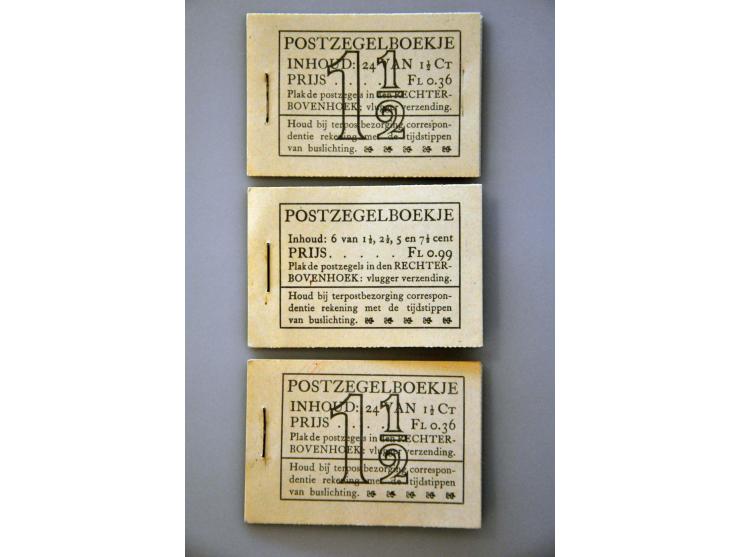 POSTZEGELBOEKJE
INHOUD: 24 VAN 1½ CT
PRIJS . . . . . FL 0.36
Plak de postzegels in den RECHTER-
BOVENHOEK: vlugger verzending.
1½
Houd bij terpostbezorging correspon-
dentie rekening met de tijdstippen
van buslichting.
POSTZEGELBOEKJE
Inhoud: 6 van 1½, 2½, 5 en 7½ cent
PRIJS . . . . . FL 0.99
Plak de postzegels in den RECHTER-
BOVENHOEK: vlugger verzending.
Houd bij terpostbezorging correspon-
dentie rekening met de tijdstippen
van buslichting.
POSTZEGELBOEKJE
INHOUD: 24 VAN 1½ CT
PRIJS . . . . . FL 0.36
Plak de postzegels in den RECHTER-
BOVENHOEK: vlugger verzending.
1½
Houd bij terpostbezorging correspon-
dentie rekening met de tijdstippen
van buslichting.